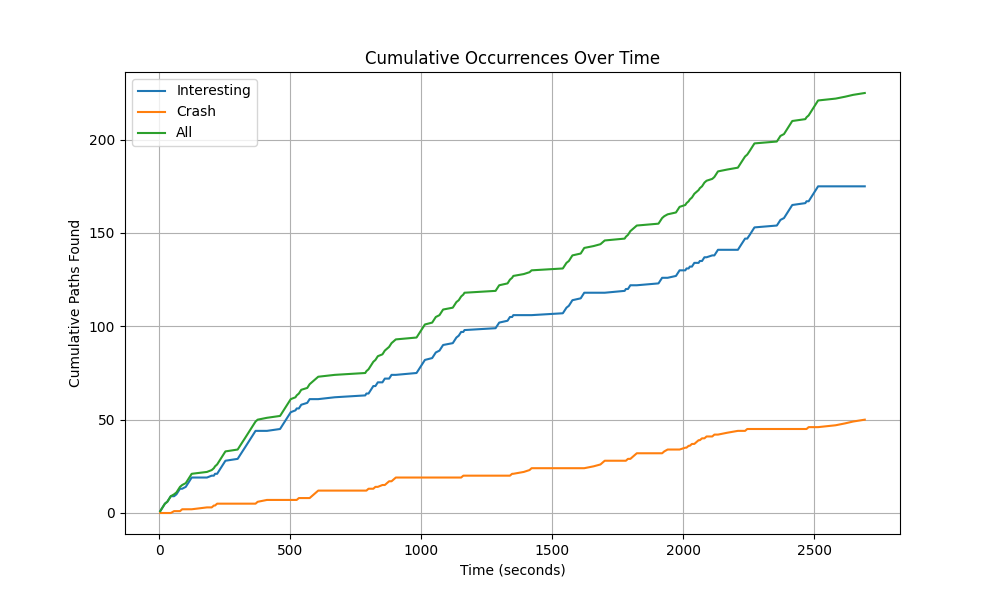 Cumulative Occurrences Over Time
Interesting
Crash
All
Cumulative Paths Found
200
150
100
50
0
0 500 1000 1500 2000 2500
Time (seconds)